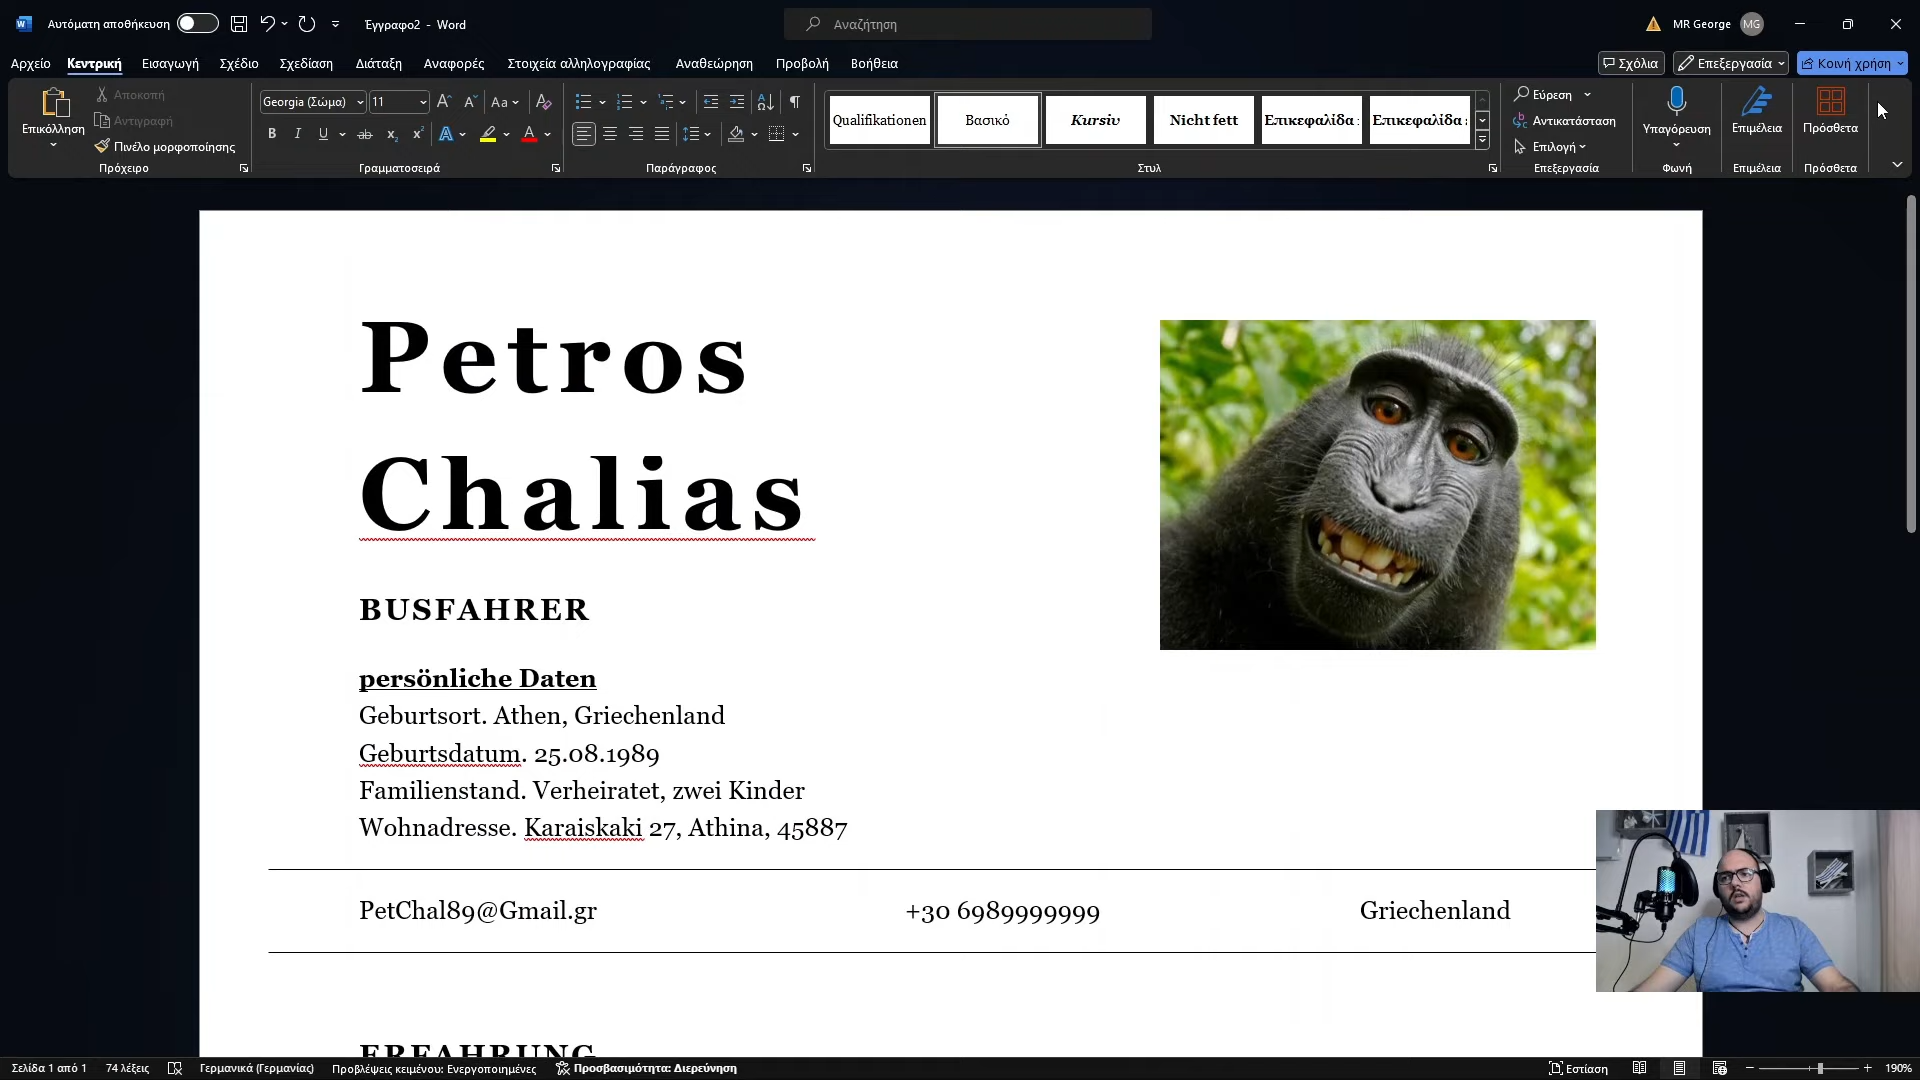 Αυτόματη αποθήκευση
Έγγραφο2 - Word
Αναζήτηση
MR George
MG
Αρχείο Κεντρική Εισαγωγή Σχέδιο Σχεδίαση Διάταξη Αναφορές Στοιχεία αλληλογραφίας Αναθεώρηση Προβολή Βοήθεια
Σχόλια Επεξεργασία Κοινή χρήση
Επικόλληση
Αποκοπή
Αντιγραφή
Πινέλο μορφοποίησης
Πρόχειρο
Georgia (Σώμα) 11
Γραμματοσειρά
Παράγραφος
Qualifikationen Βασικό Kursiv Nicht fett Επικεφαλίδα Επικεφαλίδα
Στυλ
Εύρεση
Αντικατάσταση
Επιλογή
Επεξεργασία
Υπαγόρευση
Φωνή
Επιμέλεια
Επιμέλεια
Πρόσθετα
Πρόσθετα
Petros
Chalias
BUSFAHRER
persönliche Daten
Geburtsort. Athen, Griechenland
Geburtsdatum. 25.08.1989
Familienstand. Verheiratet, zwei Kinder
Wohnadresse. Karaiskaki 27, Athina, 45887
PetChal89@Gmail.gr +30 6989999999 Griechenland
ERFAHRUNG
Σελίδα 1 από 1 74 λέξεις Γερμανικά (Γερμανίας) Προβλέψεις κειμένου: Ενεργοποιημένες Προσβασιμότητα: Διερεύνηση
Εστίαση
190%